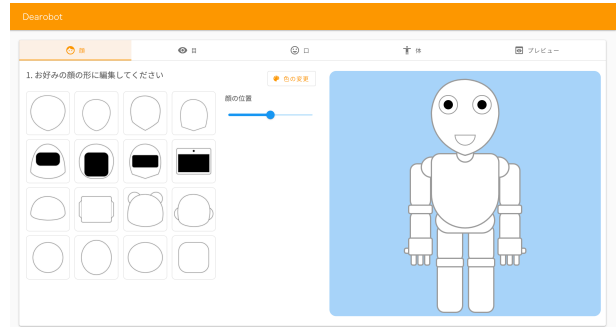 Dearobot
顔
目
口
体
プレビュー
1. お好みの顔の形に編集してください
色の変更
顔の位置